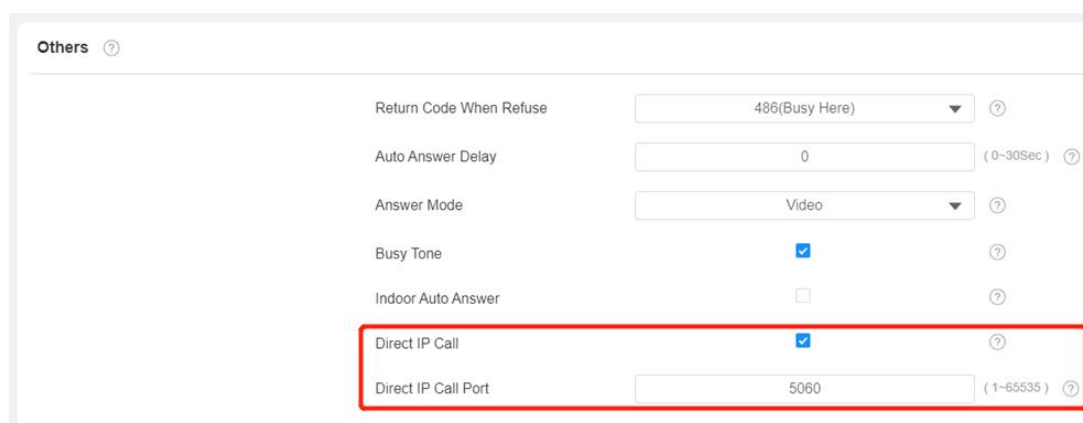 Others ?
Return Code When Refuse 486(Busy Here) ?
Auto Answer Delay 0 ( 0~30Sec ) ?
Answer Mode Video ?
Busy Tone ?
Indoor Auto Answer ?
Direct IP Call ?
Direct IP Call Port 5060 ( 1~65535 ) ?